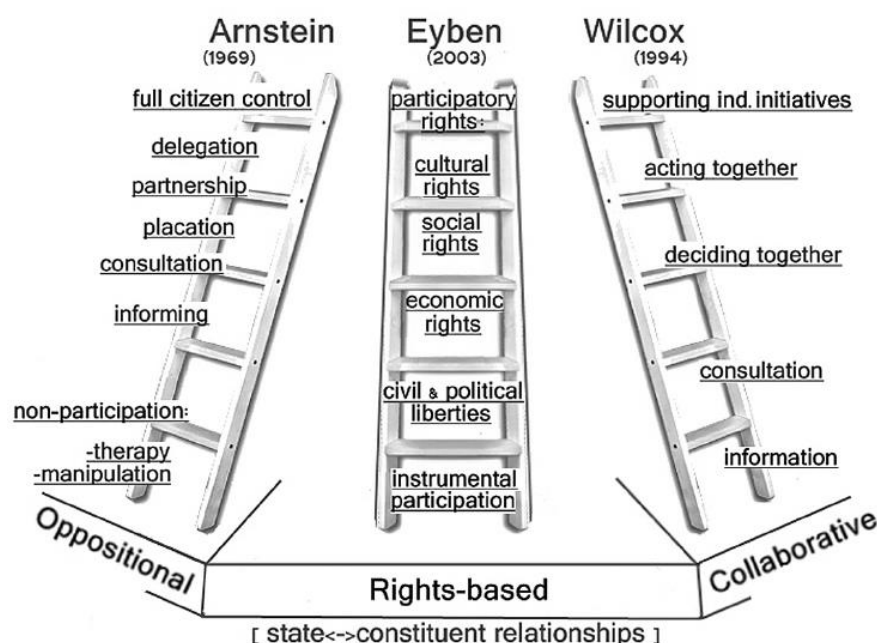 Arnstein
(1969)
full citizen control
delegation
partnership
placation
consultation
informing
non-participation:
-therapy
-manipulation
Eyben
(2003)
participatory
rights:
cultural
rights
social
rights
economic
rights
civil & political
liberties
instrumental
participation
Wilcox
(1994)
supporting ind. initiatives
acting together
deciding together
consultation
information
Oppositional
Rights-based
Collaborative
[ state<->constituent relationships ]